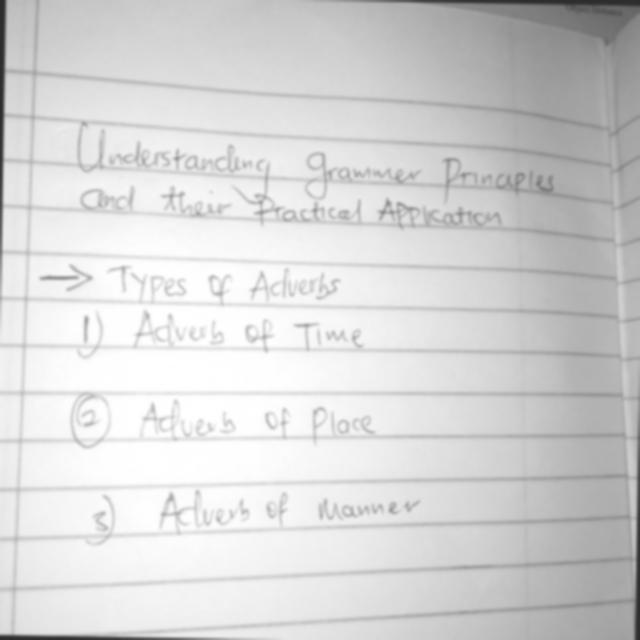 Understanding grammer Principles
and their Practical Application
→ Types of Adverbs
1) Adverb of Time
2 Adverb of Place
3) Adverb of Manner